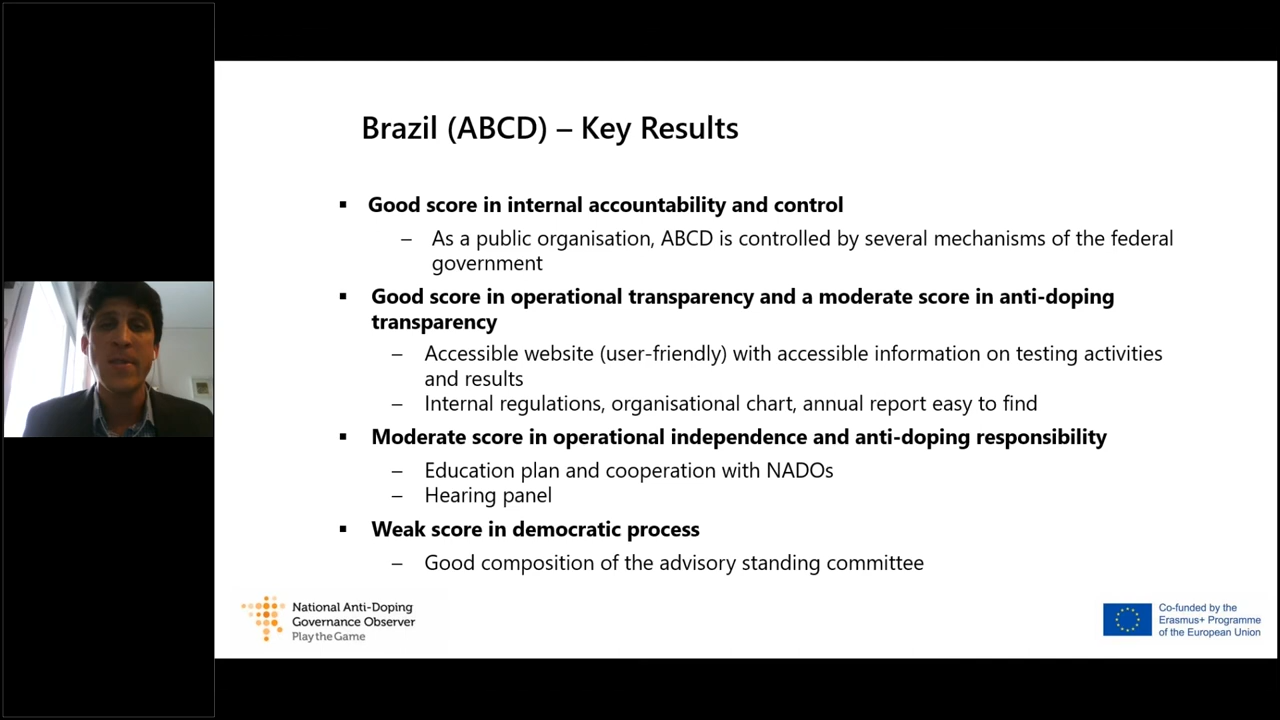 Brazil (ABCD) – Key Results
▪ Good score in internal accountability and control
– As a public organisation, ABCD is controlled by several mechanisms of the federal
government
▪ Good score in operational transparency and a moderate score in anti-doping
transparency
– Accessible website (user-friendly) with accessible information on testing activities
and results
– Internal regulations, organisational chart, annual report easy to find
▪ Moderate score in operational independence and anti-doping responsibility
– Education plan and cooperation with NADOs
– Hearing panel
▪ Weak score in democratic process
– Good composition of the advisory standing committee
National Anti-Doping
Governance Observer
Play the Game
Co-funded by the
Erasmus+ Programme
of the European Union